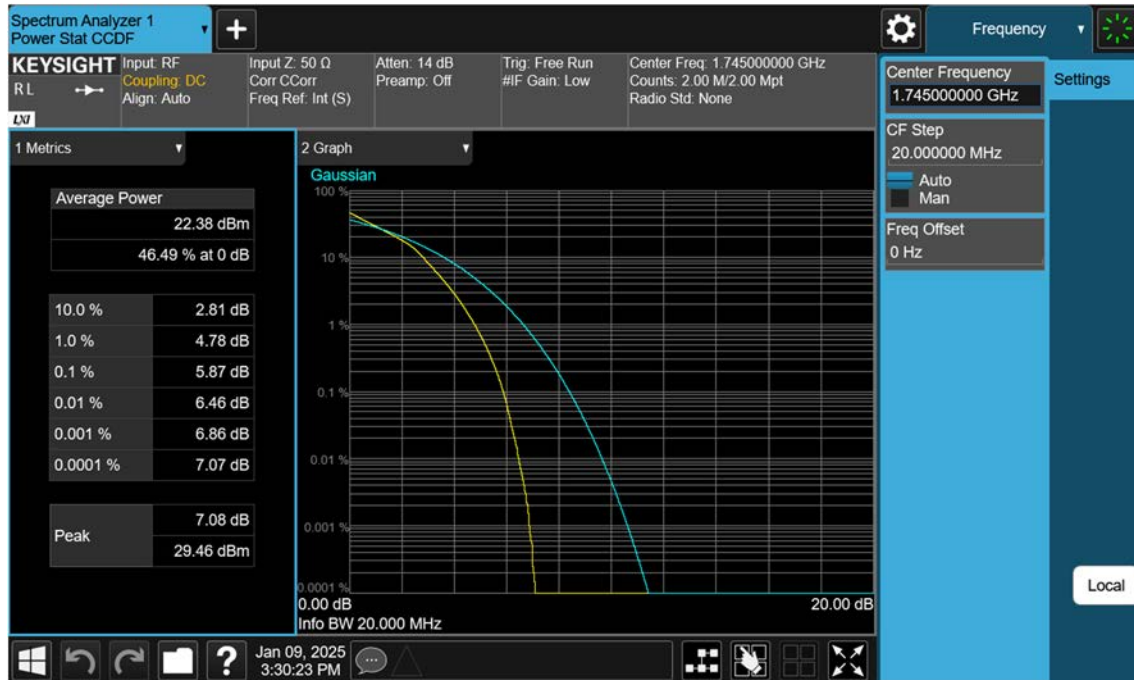 Spectrum Analyzer 1
Power Stat CCDF
Frequency
KEYSIGHT
R L
LXI
Input: RF
Coupling: DC
Align: Auto
Input Z: 50 Ω
Corr CCorr
Freq Ref: Int (S)
Atten: 14 dB
Preamp: Off
Trig: Free Run
#IF Gain: Low
Center Freq: 1.745000000 GHz
Counts: 2.00 M/2.00 Mpt
Radio Std: None
1 Metrics
Average Power
22.38 dBm
46.49 % at 0 dB
10.0 % 2.81 dB
1.0 % 4.78 dB
0.1 % 5.87 dB
0.01 % 6.46 dB
0.001 % 6.86 dB
0.0001 % 7.07 dB
Peak
7.08 dB
29.46 dBm
2 Graph
Gaussian
100 %
10 %
1 %
0.1 %
0.01 %
0.001 %
0.0001 %
0.00 dB 20.00 dB
Info BW 20.000 MHz
Center Frequency
1.745000000 GHz
CF Step
20.000000 MHz
Auto
Man
Freq Offset
0 Hz
Settings
Local
?
Jan 09, 2025
3:30:23 PM